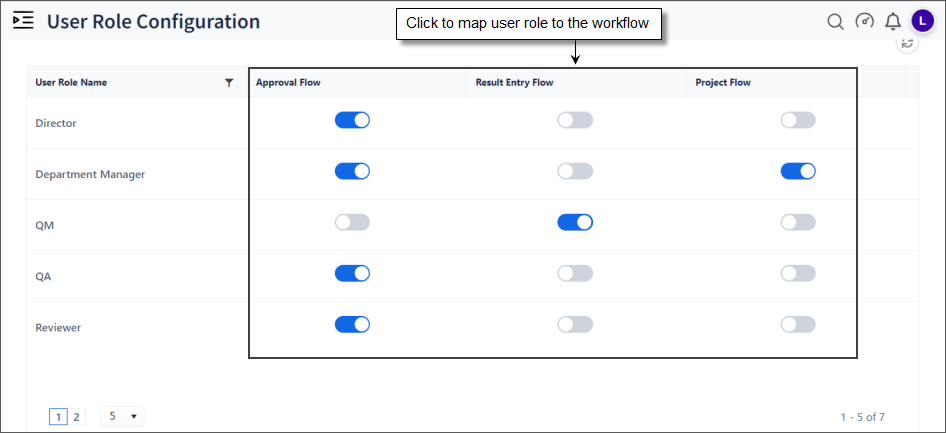 User Role Configuration
Click to map user role to the workflow
L
User Role Name
Approval Flow
Result Entry Flow
Project Flow
Director
Department Manager
QM
QA
Reviewer
1 2
5
1 - 5 of 7